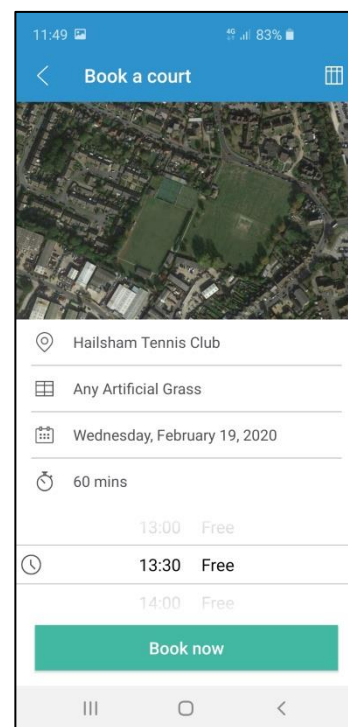 11:49 4G 83%
Book a court
Hailsham Tennis Club
Any Artificial Grass
Wednesday, February 19, 2020
60 mins
13:00 Free
13:30 Free
14:00 Free
Book now